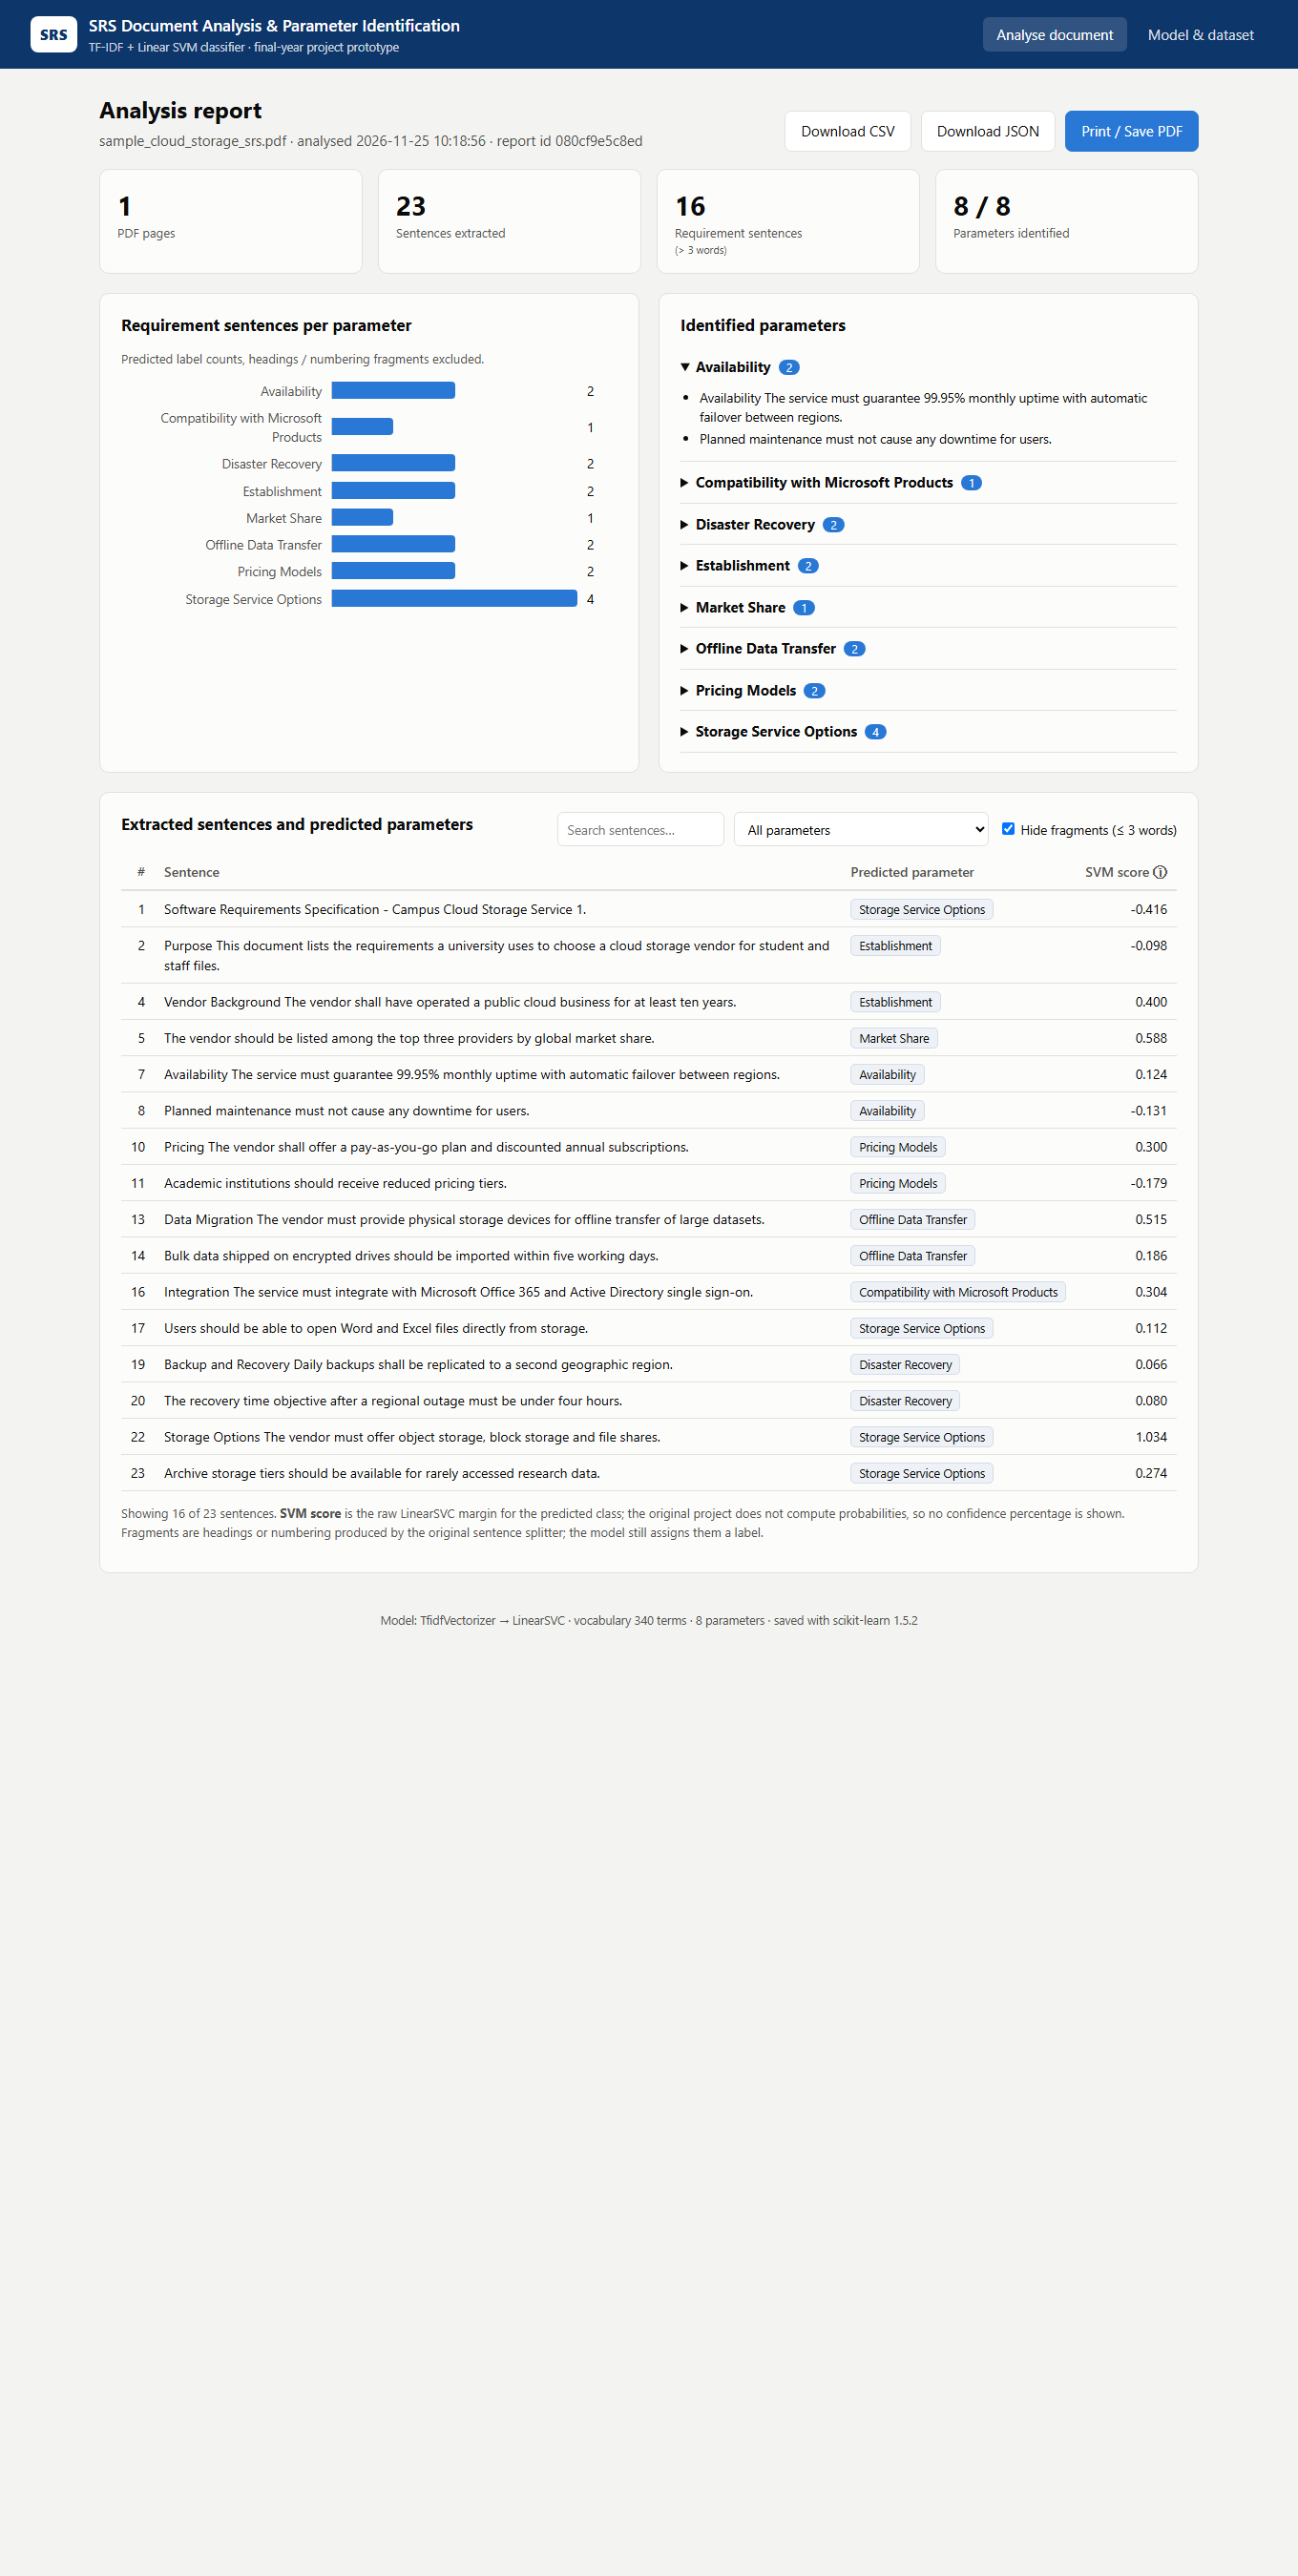 SRS
SRS Document Analysis & Parameter Identification
TF-IDF + Linear SVM classifier · final-year project prototype
Analyse document
Model & dataset
Analysis report
sample_cloud_storage_srs.pdf · analysed 2026-11-25 10:18:56 · report id 080cf9e5c8ed
Download CSV
Download JSON
Print / Save PDF
1
PDF pages
23
Sentences extracted
16
Requirement sentences
(> 3 words)
8 / 8
Parameters identified
Requirement sentences per parameter
Predicted label counts, headings / numbering fragments excluded.
Availability 2
Compatibility with Microsoft
Products 1
Disaster Recovery 2
Establishment 2
Market Share 1
Offline Data Transfer 2
Pricing Models 2
Storage Service Options 4
Identified parameters
▼ Availability 2
• Availability The service must guarantee 99.95% monthly uptime with automatic
failover between regions.
• Planned maintenance must not cause any downtime for users.
▶ Compatibility with Microsoft Products 1
▶ Disaster Recovery 2
▶ Establishment 2
▶ Market Share 1
▶ Offline Data Transfer 2
▶ Pricing Models 2
▶ Storage Service Options 4
Extracted sentences and predicted parameters
Search sentences...
All parameters
Hide fragments (≤ 3 words)
# Sentence Predicted parameter SVM score ⓘ
1 Software Requirements Specification - Campus Cloud Storage Service 1. Storage Service Options -0.416
2 Purpose This document lists the requirements a university uses to choose a cloud storage vendor for student and
staff files. Establishment -0.098
4 Vendor Background The vendor shall have operated a public cloud business for at least ten years. Establishment 0.400
5 The vendor should be listed among the top three providers by global market share. Market Share 0.588
7 Availability The service must guarantee 99.95% monthly uptime with automatic failover between regions. Availability 0.124
8 Planned maintenance must not cause any downtime for users. Availability -0.131
10 Pricing The vendor shall offer a pay-as-you-go plan and discounted annual subscriptions. Pricing Models 0.300
11 Academic institutions should receive reduced pricing tiers. Pricing Models -0.179
13 Data Migration The vendor must provide physical storage devices for offline transfer of large datasets. Offline Data Transfer 0.515
14 Bulk data shipped on encrypted drives should be imported within five working days. Offline Data Transfer 0.186
16 Integration The service must integrate with Microsoft Office 365 and Active Directory single sign-on. Compatibility with Microsoft Products 0.304
17 Users should be able to open Word and Excel files directly from storage. Storage Service Options 0.112
19 Backup and Recovery Daily backups shall be replicated to a second geographic region. Disaster Recovery 0.066
20 The recovery time objective after a regional outage must be under four hours. Disaster Recovery 0.080
22 Storage Options The vendor must offer object storage, block storage and file shares. Storage Service Options 1.034
23 Archive storage tiers should be available for rarely accessed research data. Storage Service Options 0.274
Showing 16 of 23 sentences. SVM score is the raw LinearSVC margin for the predicted class; the original project does not compute probabilities, so no confidence percentage is shown.
Fragments are headings or numbering produced by the original sentence splitter; the model still assigns them a label.
Model: TfidfVectorizer → LinearSVC · vocabulary 340 terms · 8 parameters · saved with scikit-learn 1.5.2